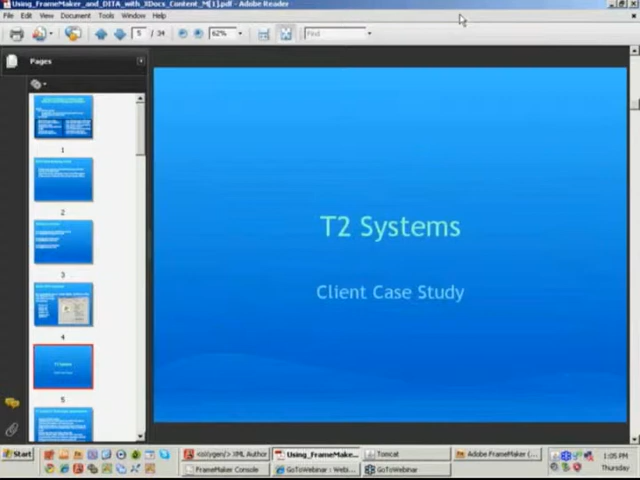 Using_FrameMaker_and_DITA_with_XDocs_Content_M[1].pdf - Adobe Reader
File Edit View Document Tools Window Help
5 / 34 62% Find
Pages
1
2
3
4
5
T2 Systems
Client Case Study
Start
<oXygen/> XML Author
Using_FrameMake...
Tomcat
Adobe FrameMaker (...
FrameMaker Console
GoToWebinar : Webs...
GoToWebinar
1:05 PM
Thursday